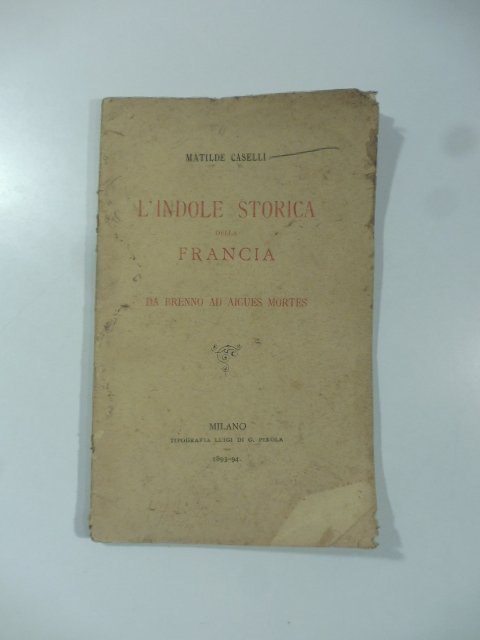 MATILDE CASELLI
L'INDOLE STORICA
DELLA
FRANCIA
DA BRENNO AD AIGUES MORTES
MILANO
TIPOGRAFIA LUIGI DI G. PIROLA
1893-94.